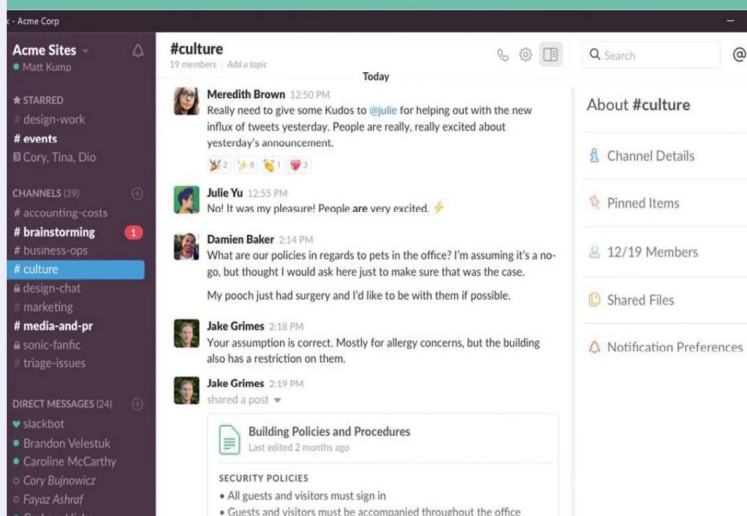 - Acme Corp
Acme Sites
Matt Kump
STARRED
# design-work
# events
Cory, Tina, Dio
CHANNELS (39)
# accounting-costs
# brainstorming 1
# business-ops
# culture
design-chat
# marketing
# media-and-pr
sonic-fanfic
# triage-issues
DIRECT MESSAGES (24)
slackbot
Brandon Velestuk
Caroline McCarthy
Cory Bujnowicz
Fayaz Ashraf
#culture
19 members | Add a topic
Search
@
Today
Meredith Brown 12:50 PM
Really need to give some Kudos to @julie for helping out with the new
influx of tweets yesterday. People are really, really excited about
yesterday's announcement.
2 8 1 3
Julie Yu 12:55 PM
No! It was my pleasure! People are very excited.
Damien Baker 2:14 PM
What are our policies in regards to pets in the office? I'm assuming it's a no-
go, but thought I would ask here just to make sure that was the case.
My pooch just had surgery and I'd like to be with them if possible.
Jake Grimes 2:18 PM
Your assumption is correct. Mostly for allergy concerns, but the building
also has a restriction on them.
Jake Grimes 2:19 PM
shared a post
Building Policies and Procedures
Last edited 2 months ago
SECURITY POLICIES
• All guests and visitors must sign in
• Guests and visitors must be accompanied throughout the office
About #culture
Channel Details
Pinned Items
12/19 Members
Shared Files
Notification Preferences